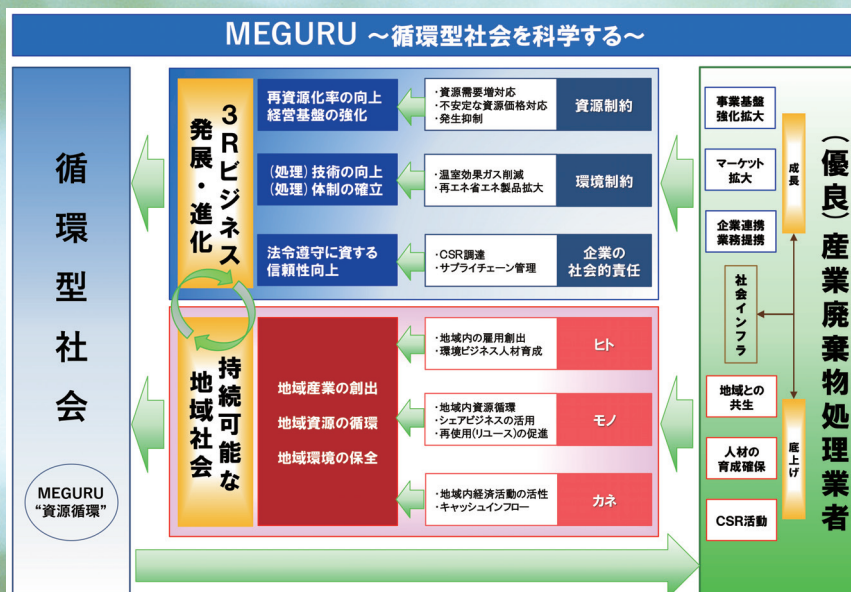 MEGURU ～循環型社会を科学する～
循環型社会
MEGURU
“資源循環”
3Rビジネス
発展・進化
再資源化率の向上
経営基盤の強化
・資源需要増対応
・不安定な資源価格対応
・発生抑制
資源制約
(処理) 技術の向上
(処理) 体制の確立
・温室効果ガス削減
・再エネ省エネ製品拡大
環境制約
法令遵守に資する
信頼性向上
・CSR調達
・サプライチェーン管理
企業の
社会的責任
持続可能な
地域社会
地域産業の創出
地域資源の循環
地域環境の保全
・地域内の雇用創出
・環境ビジネス人材育成
ヒト
・地域内資源循環
・シェアビジネスの活用
・再使用(リユース)の促進
モノ
・地域内経済活動の活性
・キャッシュインフロー
カネ
事業基盤
強化拡大
マーケット
拡大
企業連携
業務提携
成長
社会インフラ
地域との
共生
人材の
育成確保
CSR活動
底上げ
（優良）産業廃棄物処理業者